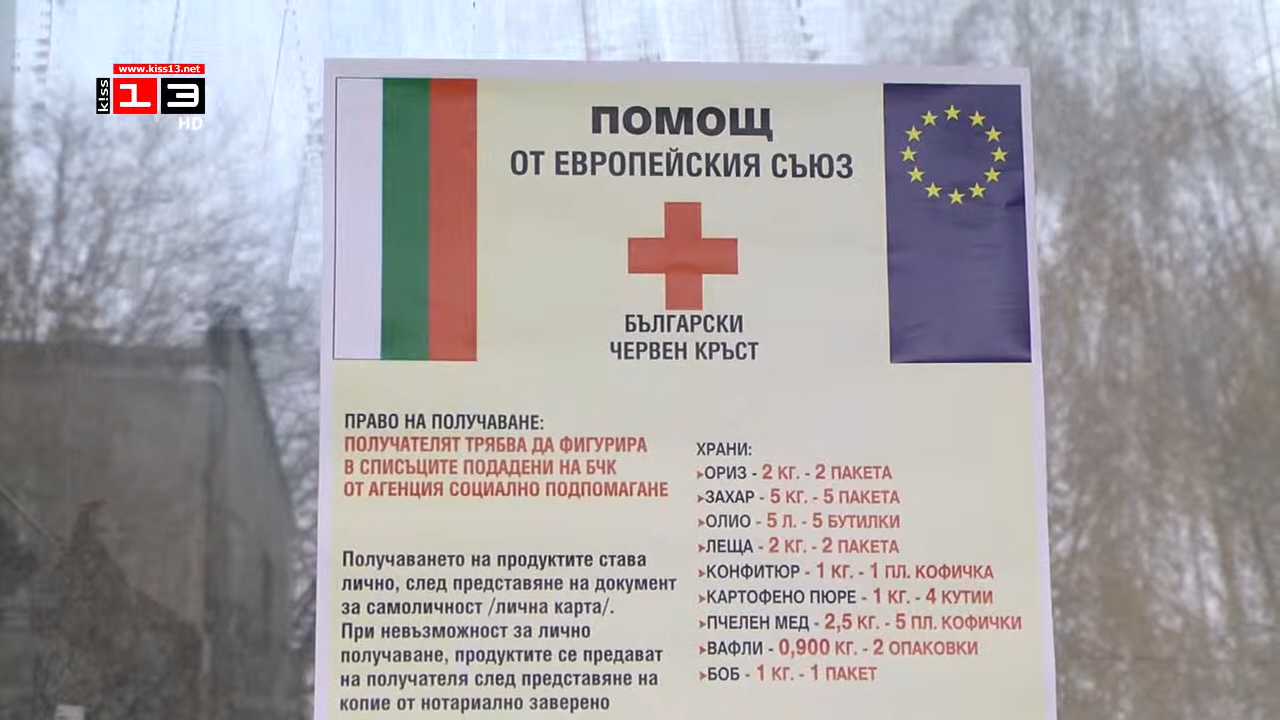 www.kiss13.net
kiss
13
HD
ПОМОЩ
ОТ ЕВРОПЕЙСКИЯ СЪЮЗ
БЪЛГАРСКИ
ЧЕРВЕН КРЪСТ
ПРАВО НА ПОЛУЧАВАНЕ:
ПОЛУЧАТЕЛЯТ ТРЯБВА ДА ФИГУРИРА
В СПИСЪЦИТЕ ПОДАДЕНИ НА БЧК
ОТ АГЕНЦИЯ СОЦИАЛНО ПОДПОМАГАНЕ
Получаването на продуктите става
лично, след представяне на документ
за самоличност /лична карта/.
При невъзможност за лично
получаване, продуктите се предават
на получателя след представяне на
копие от нотариално заверено
ХРАНИ:
➤ОРИЗ - 2 КГ. - 2 ПАКЕТА
➤ЗАХАР - 5 КГ. - 5 ПАКЕТА
➤ОЛИО - 5 Л. - 5 БУТИЛКИ
➤ЛЕЩА - 2 КГ. - 2 ПАКЕТА
➤КОНФИТЮР - 1 КГ. - 1 ПЛ. КОФИЧКА
➤КАРТОФЕНО ПЮРЕ - 1 КГ. - 4 КУТИИ
➤ПЧЕЛЕН МЕД - 2,5 КГ. - 5 ПЛ. КОФИЧКИ
➤ВАФЛИ - 0,900 КГ. - 2 ОПАКОВКИ
➤БОБ - 1 КГ. - 1 ПАКЕТ